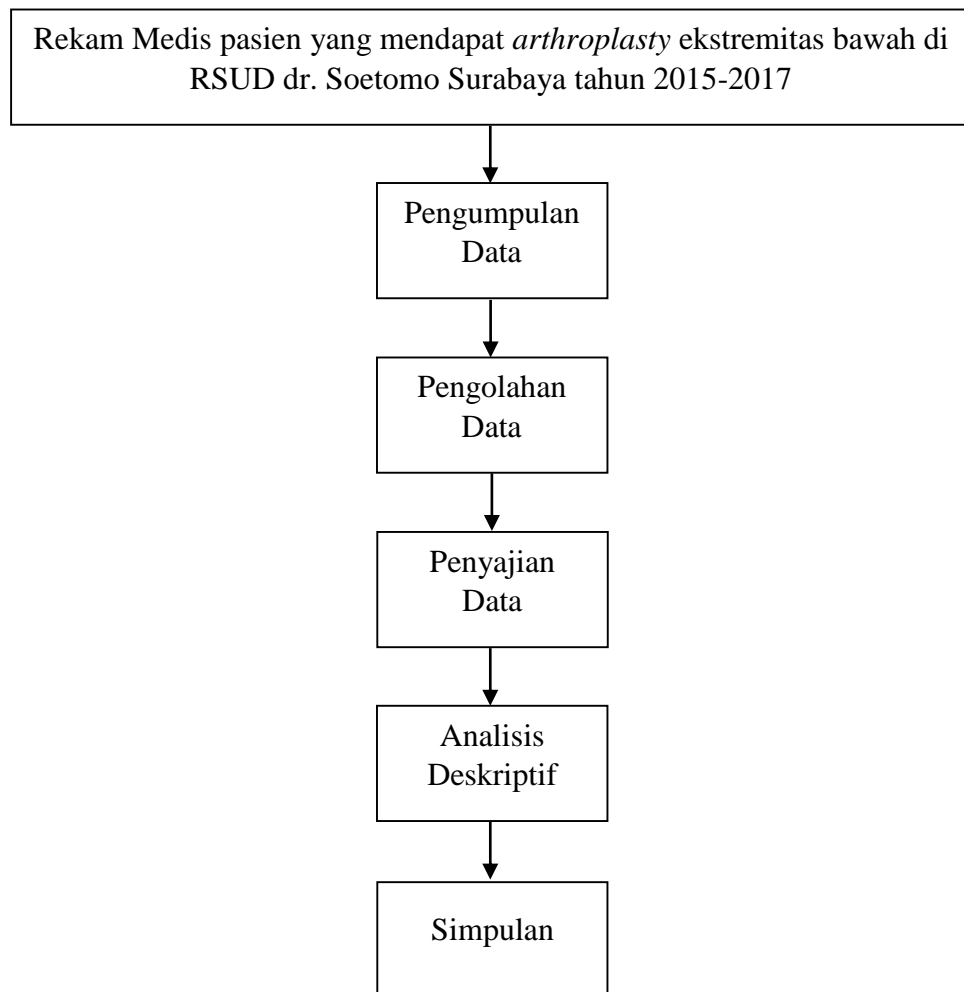 Rekam Medis pasien yang mendapat arthroplasty ekstremitas bawah di
RSUD dr. Soetomo Surabaya tahun 2015-2017
Pengumpulan
Data
Pengolahan
Data
Penyajian
Data
Analisis
Deskriptif
Simpulan